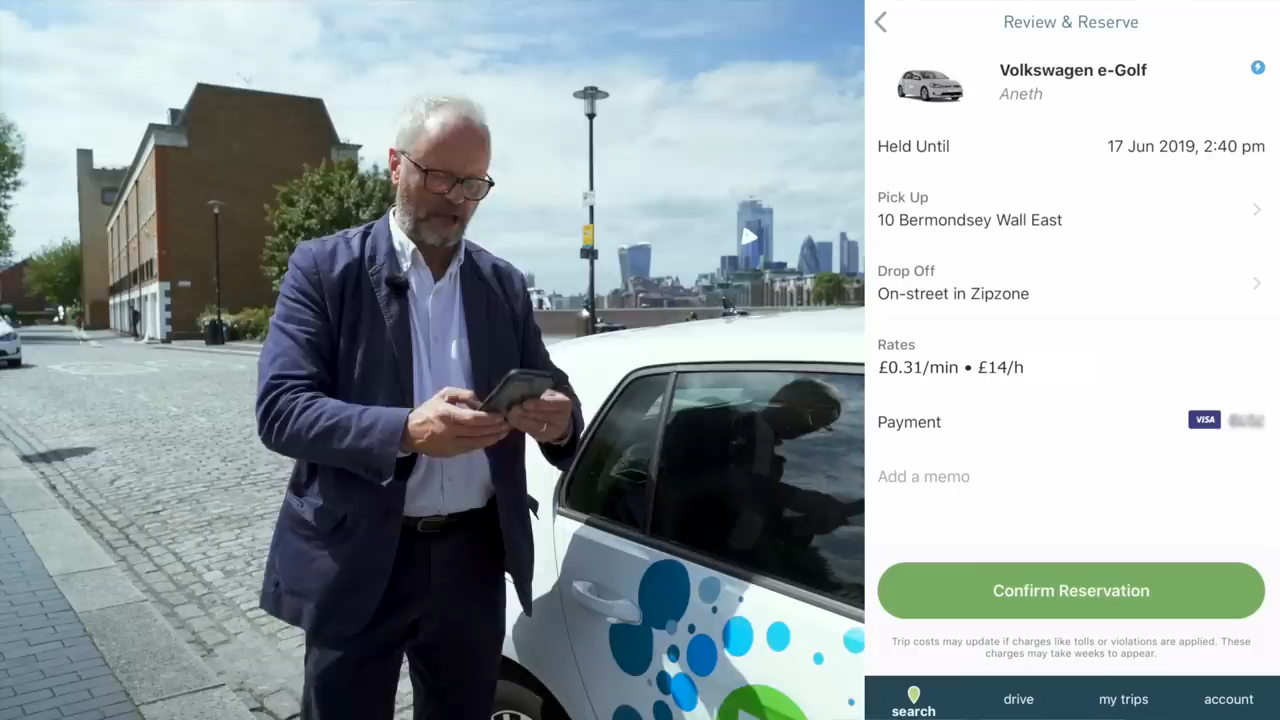 Review & Reserve
Volkswagen e-Golf
Aneth
Held Until 17 Jun 2019, 2:40 pm
Pick Up
10 Bermondsey Wall East
Drop Off
On-street in Zipzone
Rates
£0.31/min • £14/h
Payment VISA
Add a memo
Confirm Reservation
Trip costs may update if charges like tolls or violations are applied. These
charges may take weeks to appear.
search drive my trips account